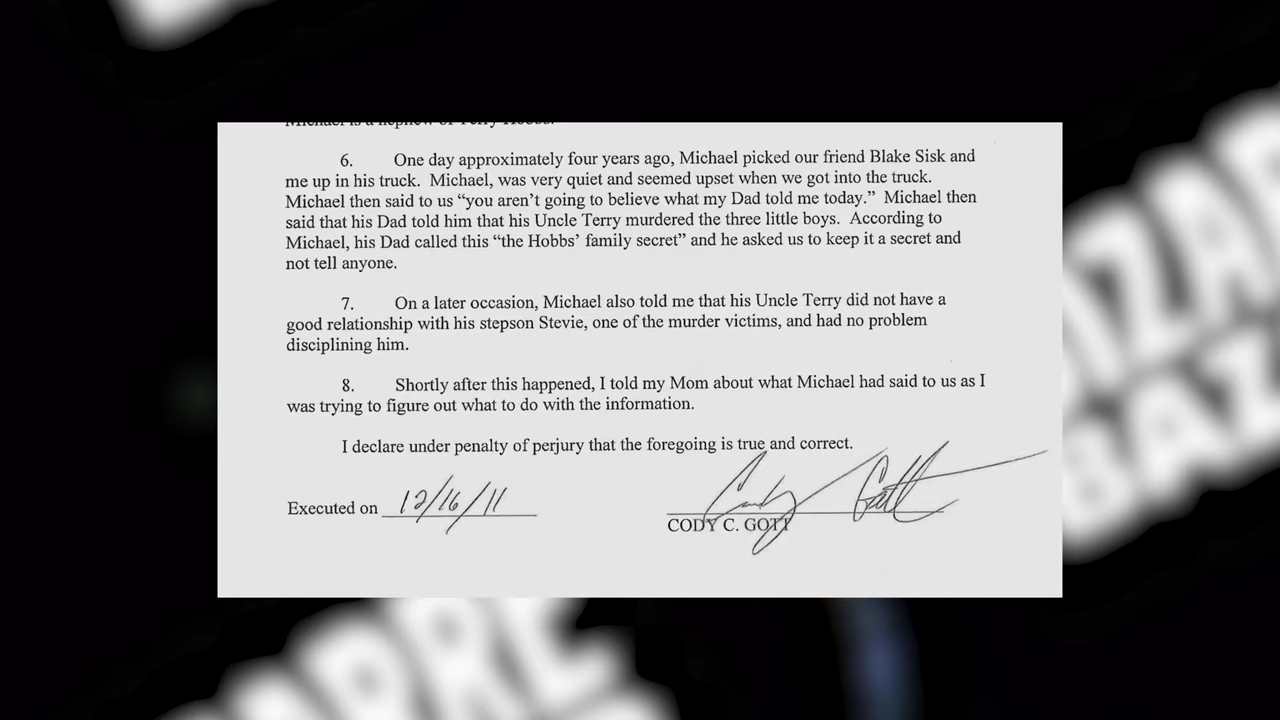 Michael is a nephew of Terry Hobbs.
6. One day approximately four years ago, Michael picked our friend Blake Sisk and
me up in his truck. Michael, was very quiet and seemed upset when we got into the truck.
Michael then said to us “you aren’t going to believe what my Dad told me today.” Michael then
said that his Dad told him that his Uncle Terry murdered the three little boys. According to
Michael, his Dad called this “the Hobbs’ family secret” and he asked us to keep it a secret and
not tell anyone.
7. On a later occasion, Michael also told me that his Uncle Terry did not have a
good relationship with his stepson Stevie, one of the murder victims, and had no problem
disciplining him.
8. Shortly after this happened, I told my Mom about what Michael had said to us as I
was trying to figure out what to do with the information.
I declare under penalty of perjury that the foregoing is true and correct.
Executed on 12/16/11
Cody Gott
CODY C. GOTT